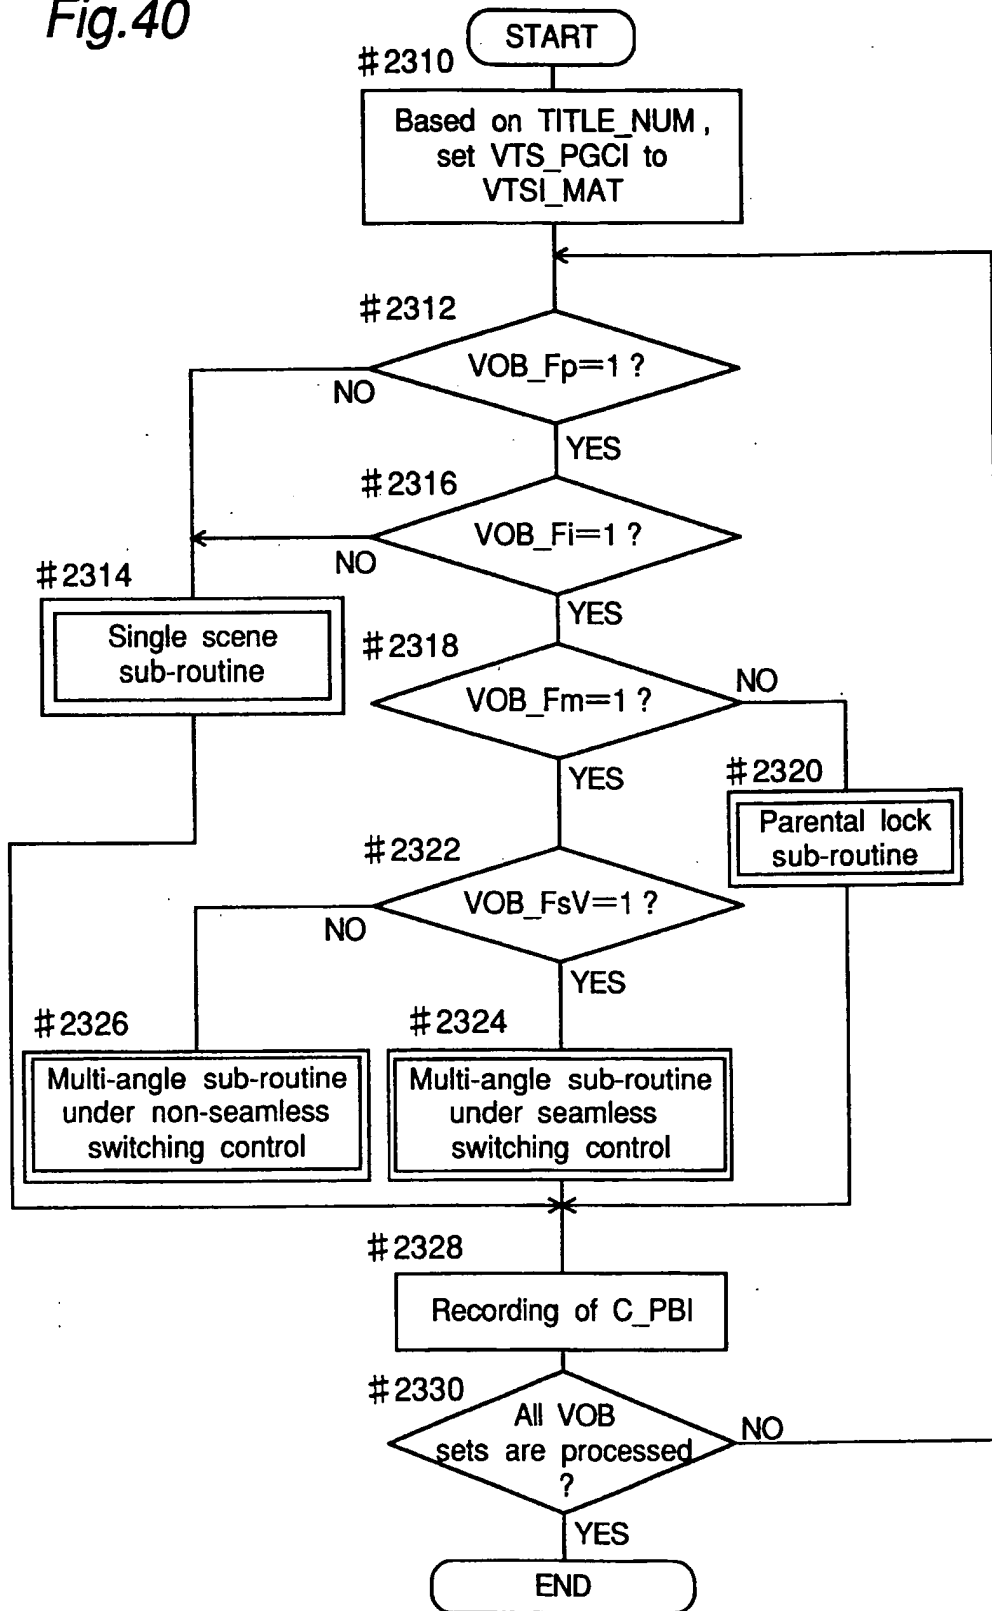 Fig.40
START
#2310
Based on TITLE_NUM,
set VTS_PGCI to
VTSI_MAT
#2312
VOB_Fp=1 ?
NO
YES
#2316
VOB_Fi=1 ?
NO
YES
#2314
Single scene
sub-routine
#2318
VOB_Fm=1 ?
NO
YES
#2320
Parental lock
sub-routine
#2322
VOB_FsV=1 ?
NO
YES
#2326
Multi-angle sub-routine
under non-seamless
switching control
#2324
Multi-angle sub-routine
under seamless
switching control
#2328
Recording of C_PBI
#2330
All VOB
sets are processed
?
NO
YES
END